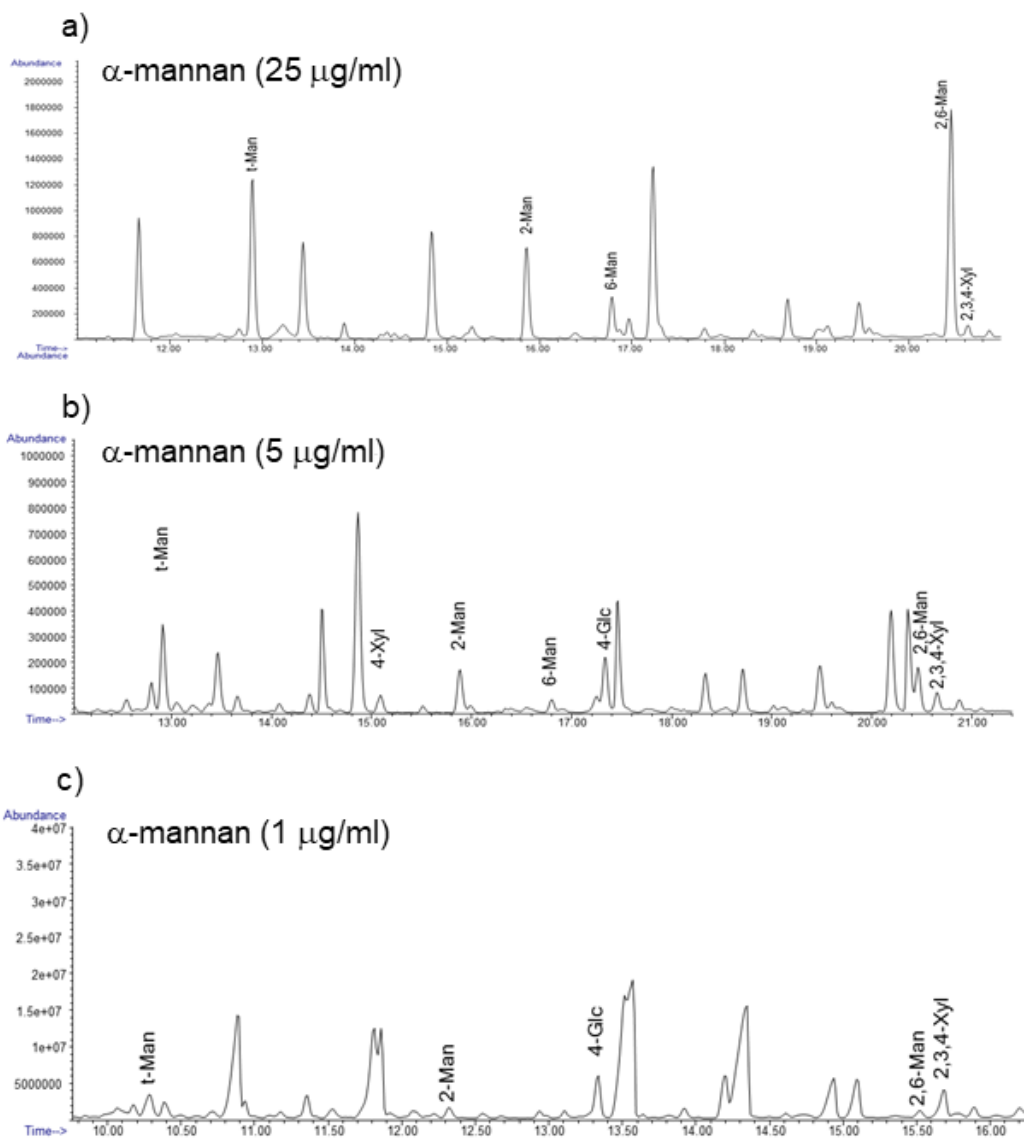 a)
Abundance
α-mannan (25 μg/ml)
2000000
1800000
1600000
1400000
1200000
1000000
800000
600000
400000
200000
t-Man
2-Man
6-Man
2,6-Man
2,3,4-Xyl
12.00 13.00 14.00 15.00 16.00 17.00 18.00 19.00 20.00
Time-->
Abundance
b)
Abundance
α-mannan (5 μg/ml)
1000000
900000
800000
700000
600000
500000
400000
300000
200000
100000
t-Man
4-Xyl
2-Man
6-Man
4-Glc
2,6-Man
2,3,4-Xyl
Time-->
13.00 14.00 15.00 16.00 17.00 18.00 19.00 20.00 21.00
c)
Abundance
α-mannan (1 μg/ml)
4e+07
3.5e+07
3e+07
2.5e+07
2e+07
1.5e+07
1e+07
5000000
t-Man
2-Man
4-Glc
2,6-Man
2,3,4-Xyl
Time-->
10.00 10.50 11.00 11.50 12.00 12.50 13.00 13.50 14.00 14.50 15.00 15.50 16.00